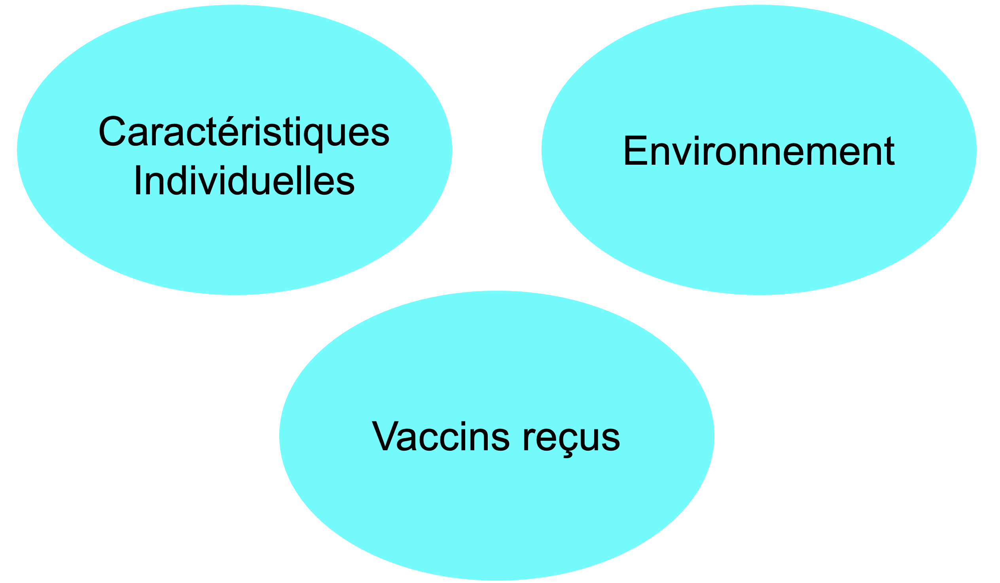 Caractéristiques
Individuelles
Environnement
Vaccins reçus